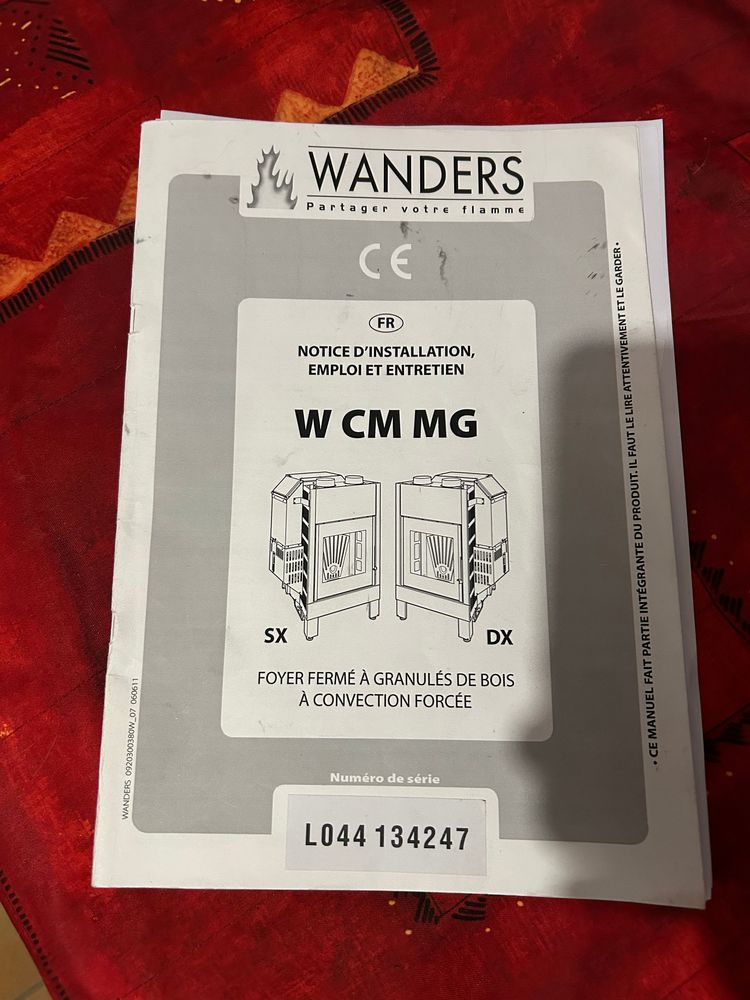 WANDERS
Partager votre flamme
CE
FR
NOTICE D'INSTALLATION,
EMPLOI ET ENTRETIEN
W CM MG
SX
DX
FOYER FERMÉ À GRANULÉS DE BOIS
À CONVECTION FORCÉE
Numéro de série
L044 134247
WANDERS 0920300380W_07 060611
• CE MANUEL FAIT PARTIE INTÉGRANTE DU PRODUIT. IL FAUT LE LIRE ATTENTIVEMENT ET LE GARDER •